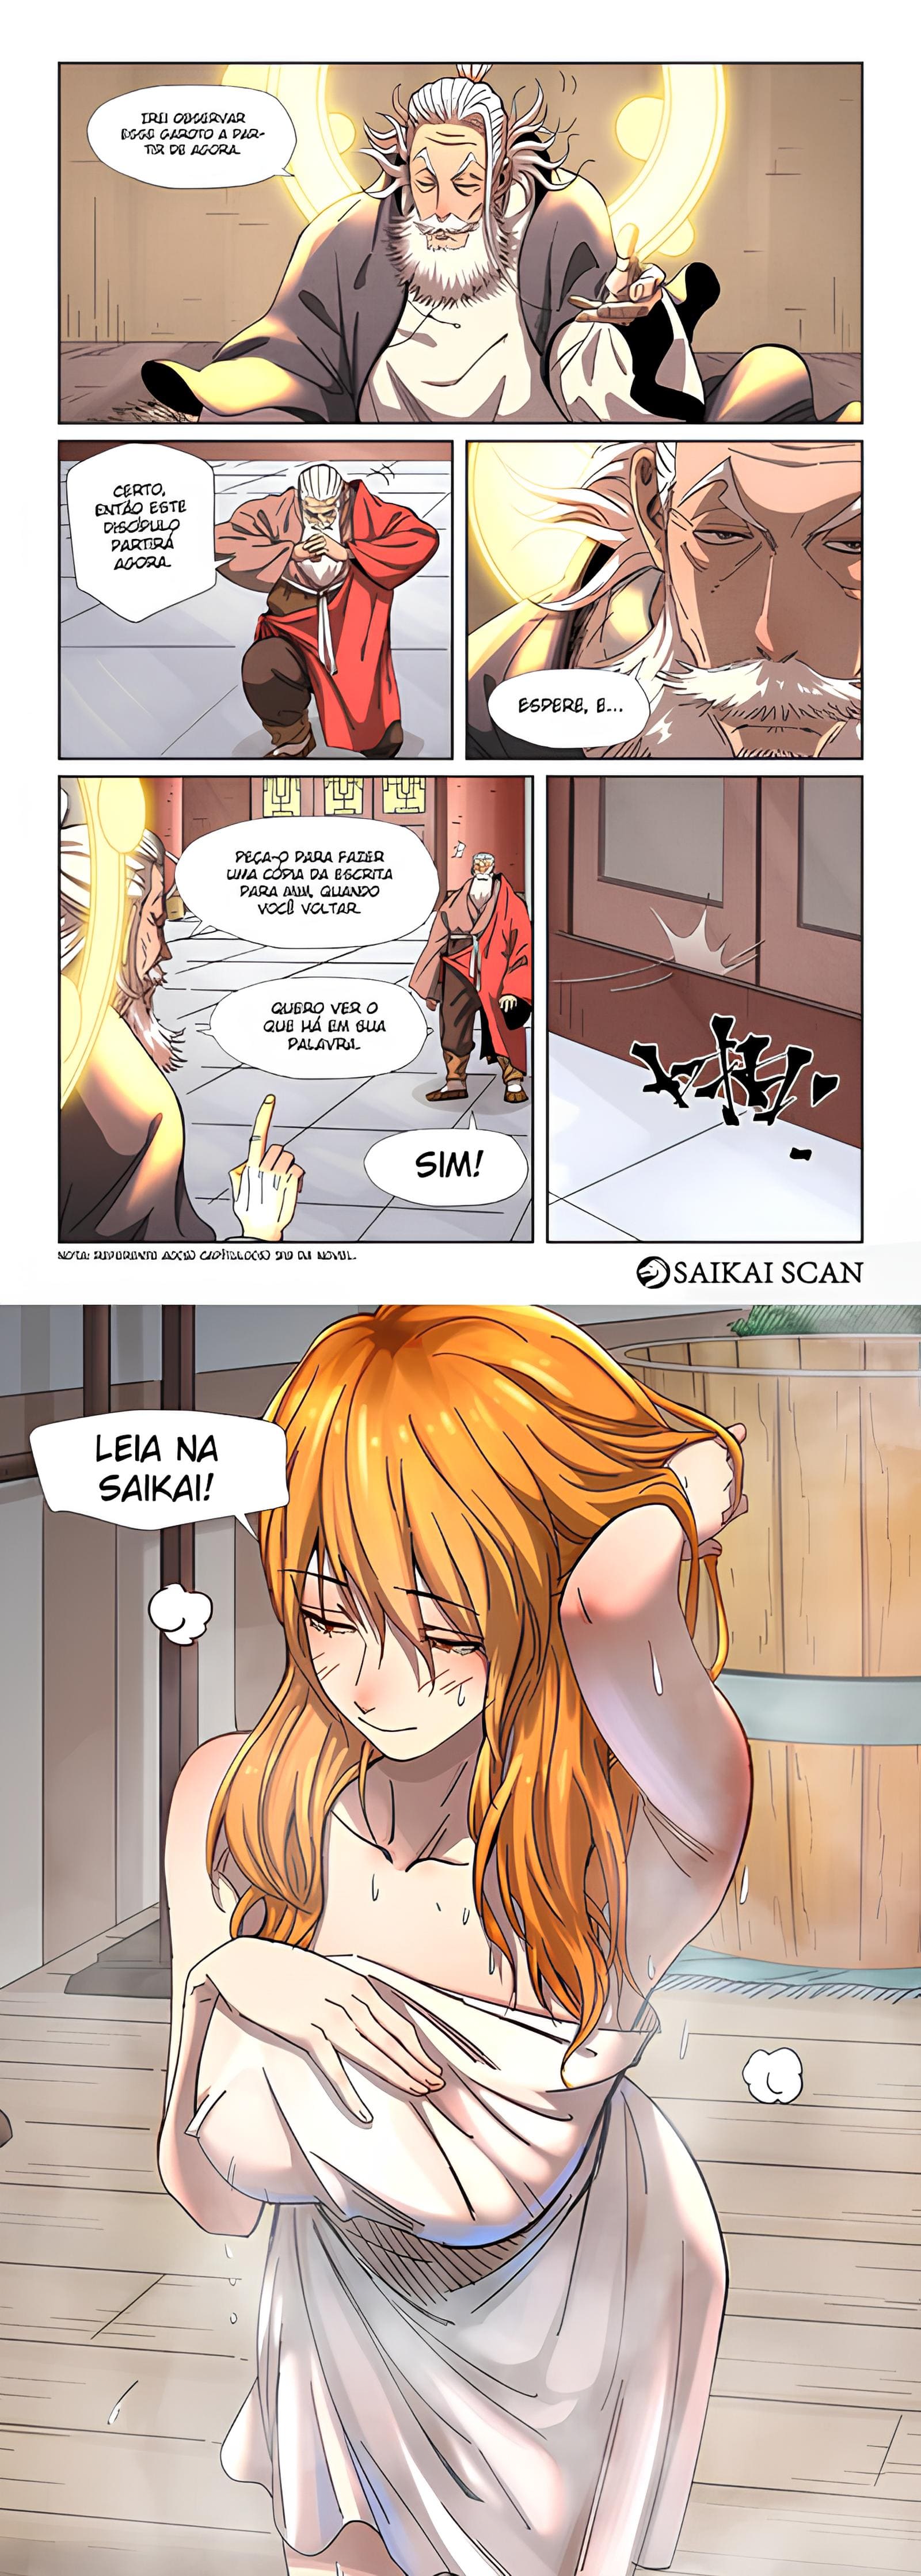 IREI OBSERVAR
ESSE GAROTO A PAR-
TIR DE AGORA.
CERTO,
ENTÃO ESTE
DISCÍPULO
PARTIRÁ
AGORA.
ESPERE, E...
PEÇA-O PARA FAZER
UMA CÓPIA DA ESCRITA
PARA MIM, QUANDO
VOCÊ VOLTAR.
QUERO VER O
QUE HÁ EM SUA
PALAVRA.
SIM!
SAIKAI SCAN
LEIA NA
SAIKAI!